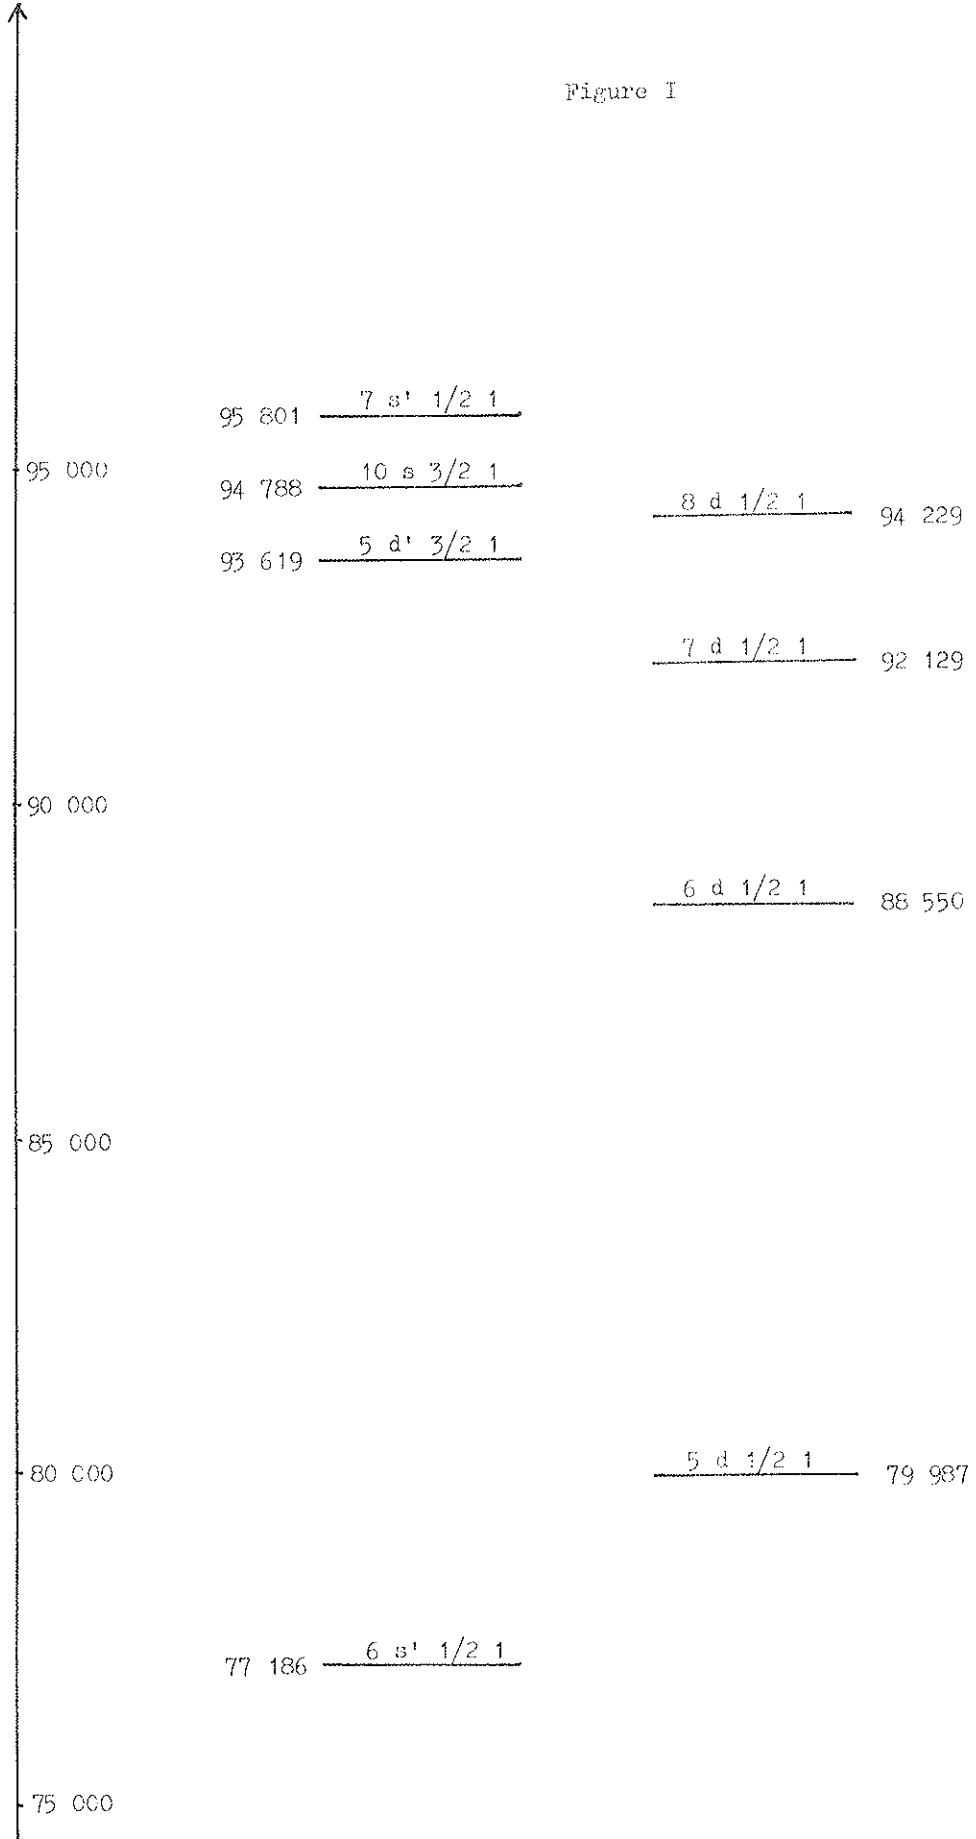 Figure I
7 s' 1/2 1
95 801
95 000
10 s 3/2 1
94 788
8 d 1/2 1
94 229
5 d' 3/2 1
93 619
7 d 1/2 1
92 129
90 000
6 d 1/2 1
88 550
85 000
5 d 1/2 1
80 000
79 987
6 s' 1/2 1
77 186
75 000